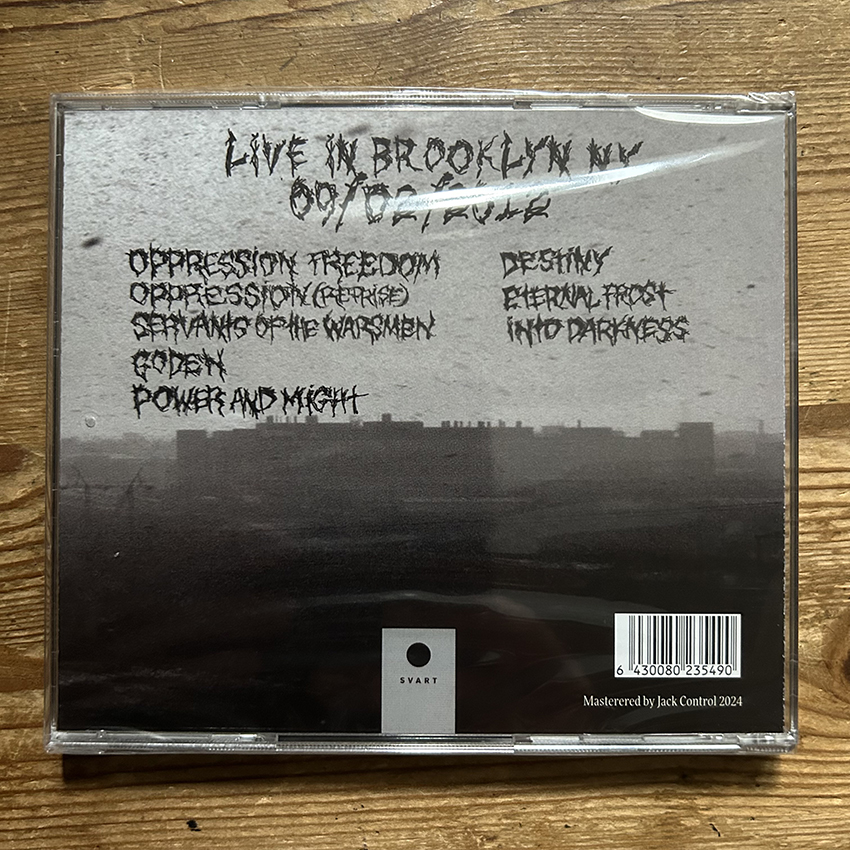 LIVE IN BROOKLYN NY
09/02/2012
OPPRESSION FREEDOM
OPPRESSION (REPRISE)
SERVANTS OF THE WARSMEN
GODEN
POWER AND MIGHT
DESTINY
ETERNAL FROST
INTO DARKNESS
SVART
6 430080 235490
Masterered by Jack Control 2024